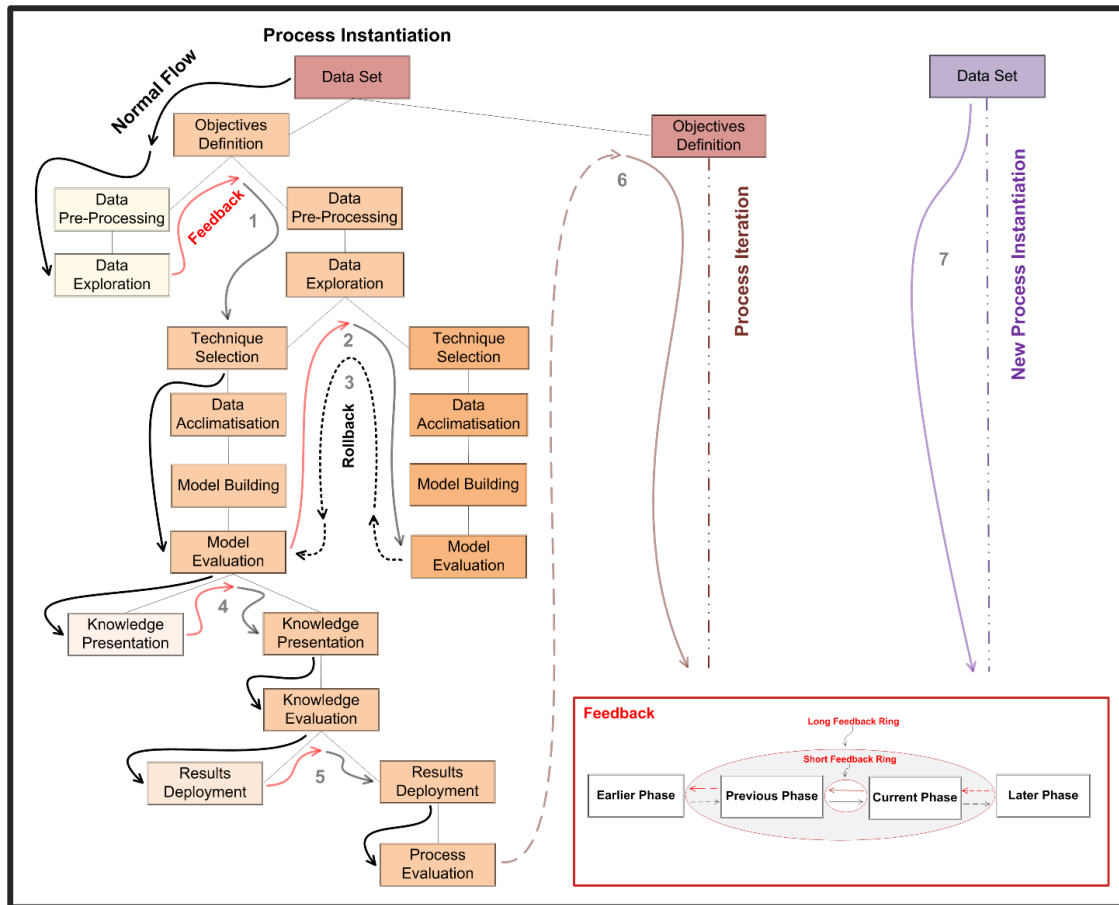 Process Instantiation
Data Set
Data Set
Normal Flow
Objectives
Definition
Objectives
Definition
Data
Pre-Processing
Feedback
1
Data
Pre-Processing
6
Data
Exploration
Data
Exploration
7
Process Iteration
New Process Instantiation
Technique
Selection
2
Technique
Selection
3
Rollback
Data
Acclimatisation
Data
Acclimatisation
Model Building
Model Building
Model
Evaluation
Model
Evaluation
4
Knowledge
Presentation
Knowledge
Presentation
Knowledge
Evaluation
5
Results
Deployment
Results
Deployment
Process
Evaluation
Feedback
Long Feedback Ring
Short Feedback Ring
Earlier Phase
Previous Phase
Current Phase
Later Phase